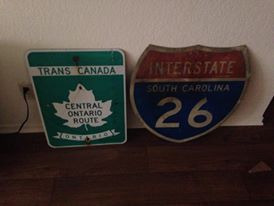 TRANS CANADA
CENTRAL
ONTARIO
ROUTE
ONTARIO
INTERSTATE
SOUTH CAROLINA
26